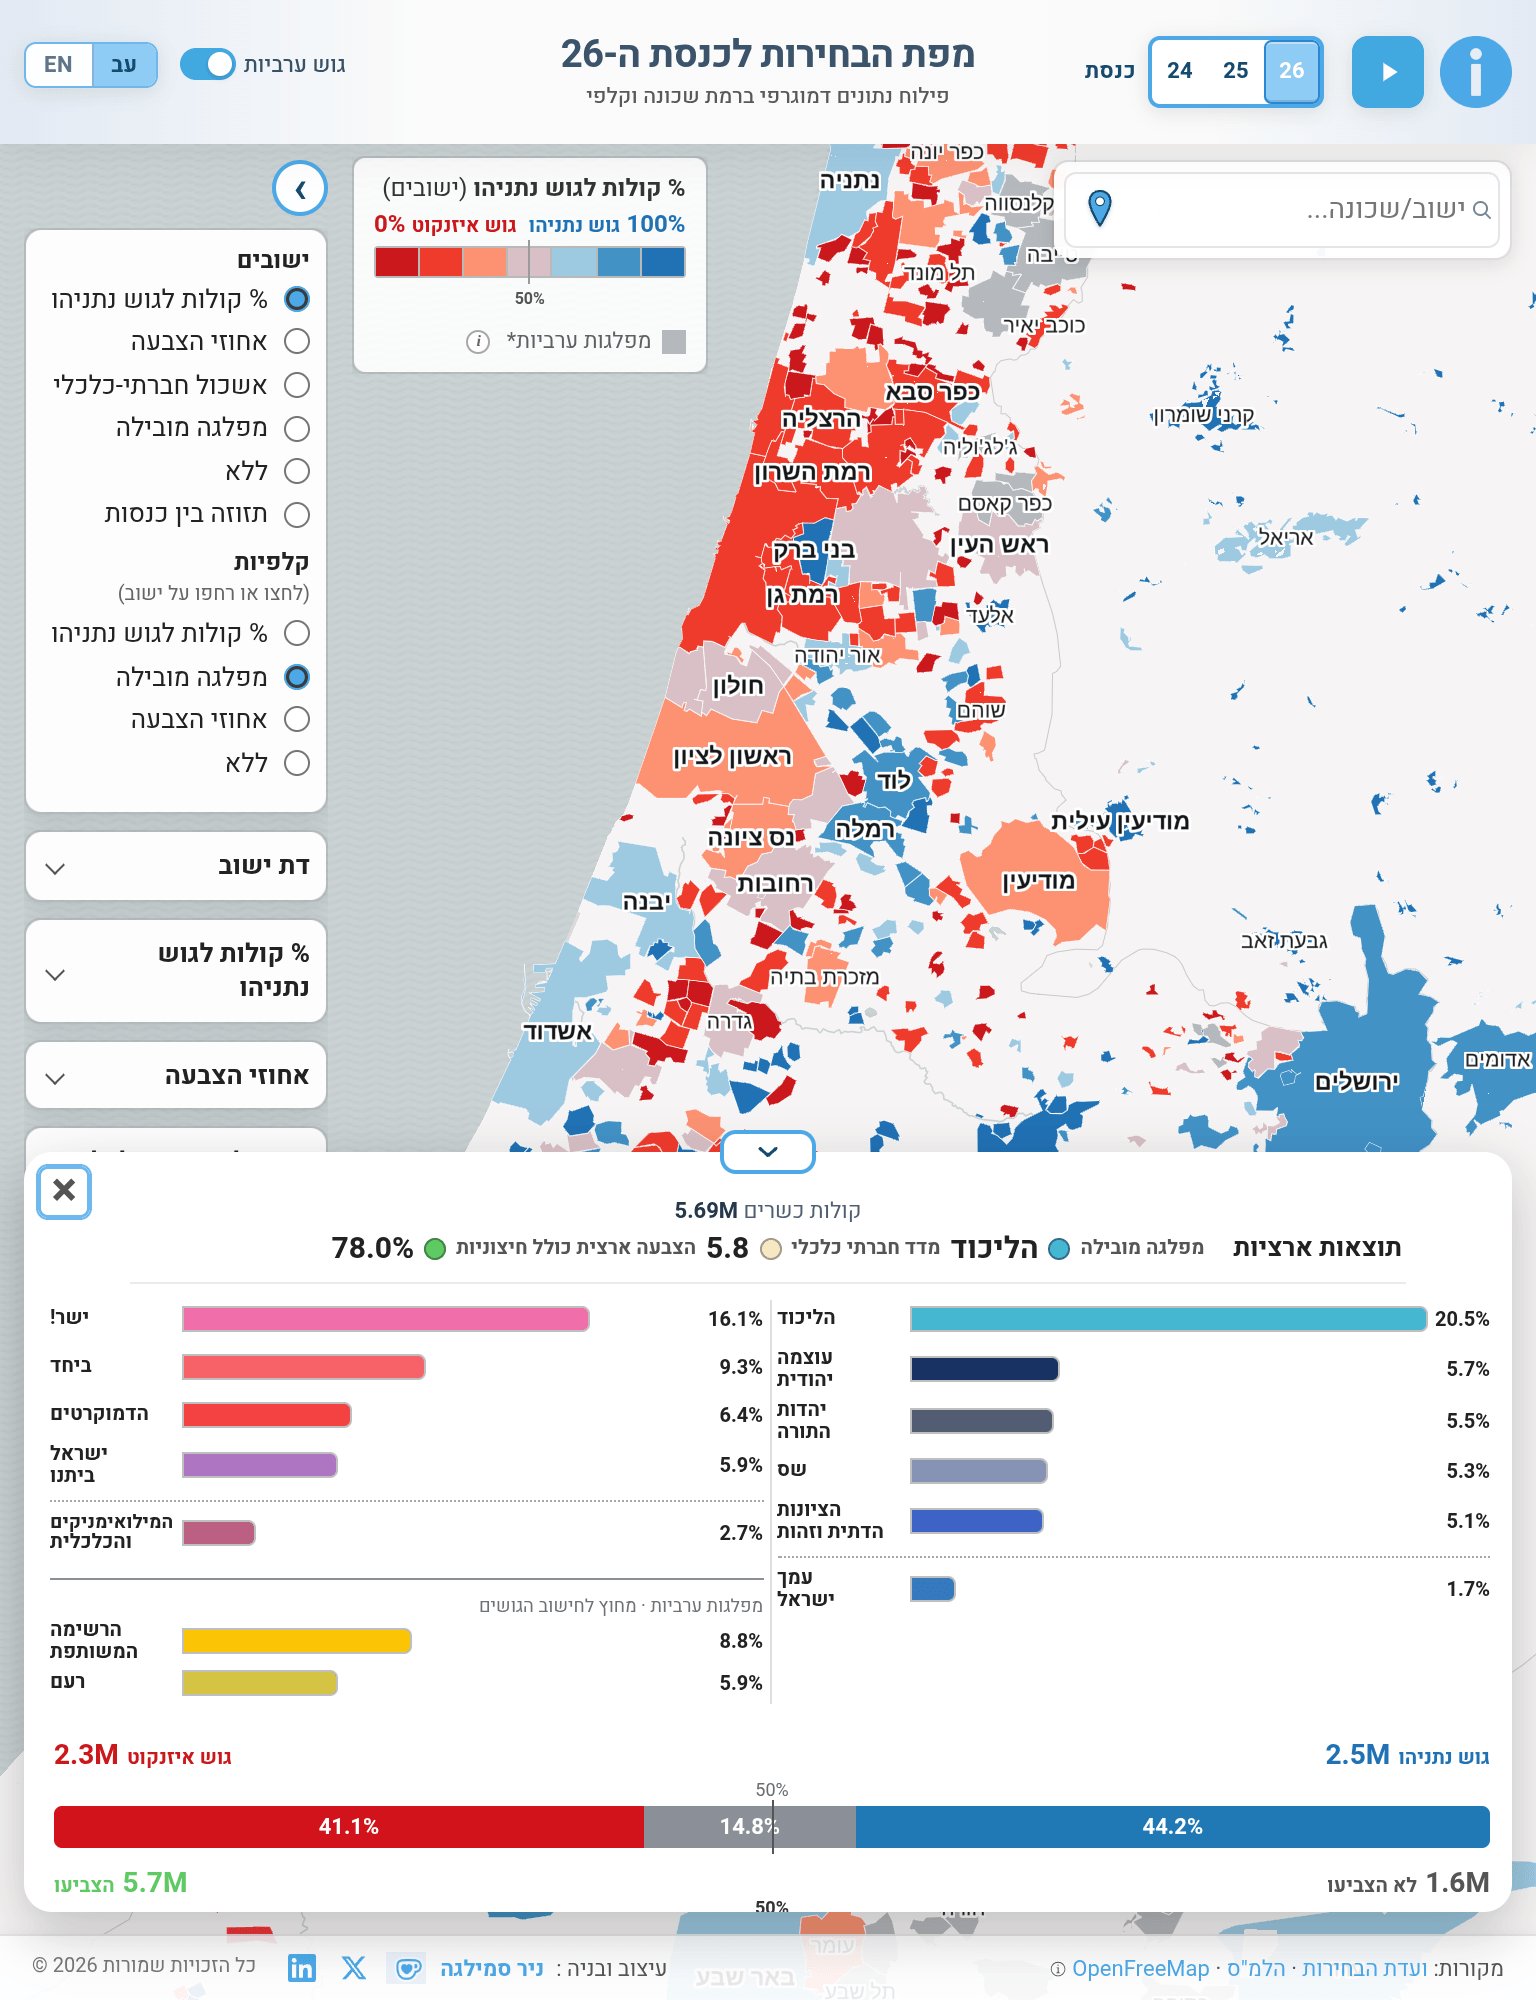 מפת הבחירות לכנסת ה-26
פילוח נתונים דמוגרפי ברמת שכונה וקלפי
כנסת
26
25
24
גוש ערביות
עב
EN
ישוב/שכונה...
% קולות לגוש נתניהו (ישובים)
100% גוש נתניהו
גוש איזנקוט 0%
50%
מפלגות ערביות*
ישובים
% קולות לגוש נתניהו
אחוזי הצבעה
אשכול חברתי-כלכלי
מפלגה מובילה
ללא
תזוזה בין כנסות
קלפיות
(לחצו או רחפו על ישוב)
% קולות לגוש נתניהו
מפלגה מובילה
אחוזי הצבעה
ללא
דת ישוב
% קולות לגוש
נתניהו
אחוזי הצבעה
כפר יונה
נתניה
קלנסווה
תל מונד
כוכב יאיר
כפר סבא
קרני שומרון
הרצליה
ג'לג'וליה
רמת השרון
כפר קאסם
אריאל
ראש העין
בני ברק
רמת גן
אלעד
אור יהודה
חולון
שוהם
ראשון לציון
לוד
מודיעין עילית
רמלה
נס ציונה
מודיעין
רחובות
יבנה
גבעת זאב
מזכרת בתיה
גדרה
אשדוד
אדומים
ירושלים
קולות כשרים 5.69M
תוצאות ארציות
מפלגה מובילה הליכוד
מדד חברתי כלכלי 5.8
הצבעה ארצית כולל חיצוניות 78.0%
הליכוד 20.5%
עוצמה
יהודית 5.7%
יהדות
התורה 5.5%
שס 5.3%
הציונות
הדתית וזהות 5.1%
עמך
ישראל 1.7%
ישר! 16.1%
ביחד 9.3%
הדמוקרטים 6.4%
ישראל
ביתנו 5.9%
המילואימניקים
והכלכלית 2.7%
מפלגות ערביות · מחוץ לחישוב הגושים
הרשימה
המשותפת 8.8%
רעם 5.9%
גוש נתניהו 2.5M
גוש איזנקוט 2.3M
50%
44.2%
14.8%
41.1%
1.6M לא הצביעו
5.7M הצביעו
50%
עומר
באר שבע
תל שבע
מקורות: ועדת הבחירות · הלמ"ס · OpenFreeMap
עיצוב ובניה : ניר סמילגה
כל הזכויות שמורות 2026 ©